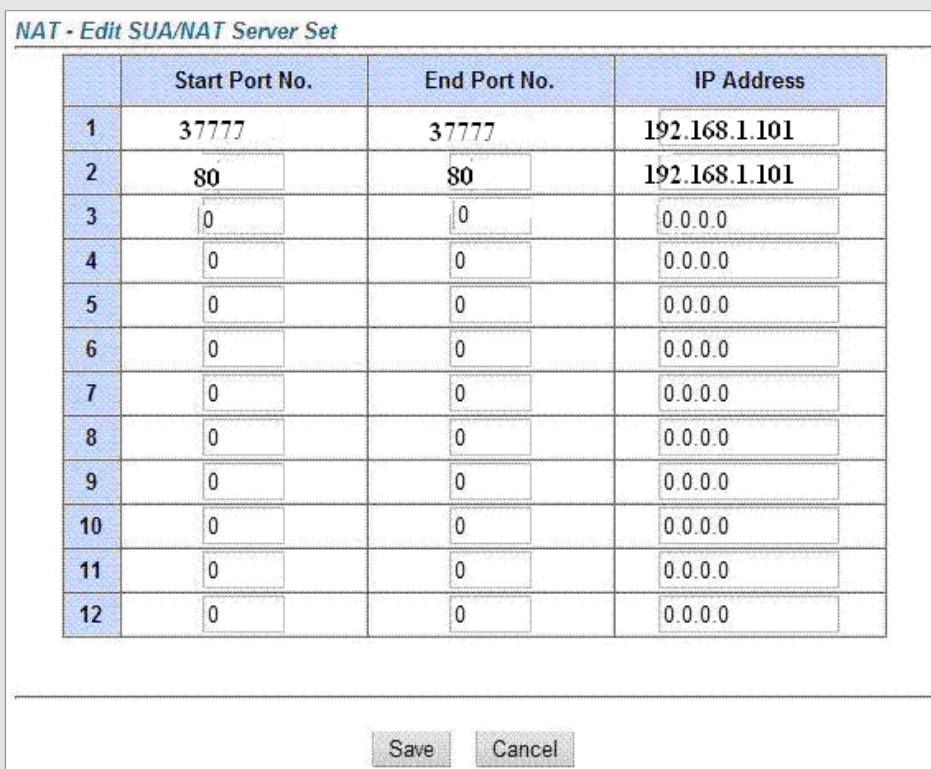 NAT - Edit SUA/NAT Server Set
Start Port No. End Port No. IP Address
1 37777 37777 192.168.1.101
2 80 80 192.168.1.101
3 0 0 0.0.0.0
4 0 0 0.0.0.0
5 0 0 0.0.0.0
6 0 0 0.0.0.0
7 0 0 0.0.0.0
8 0 0 0.0.0.0
9 0 0 0.0.0.0
10 0 0 0.0.0.0
11 0 0 0.0.0.0
12 0 0 0.0.0.0
Save Cancel